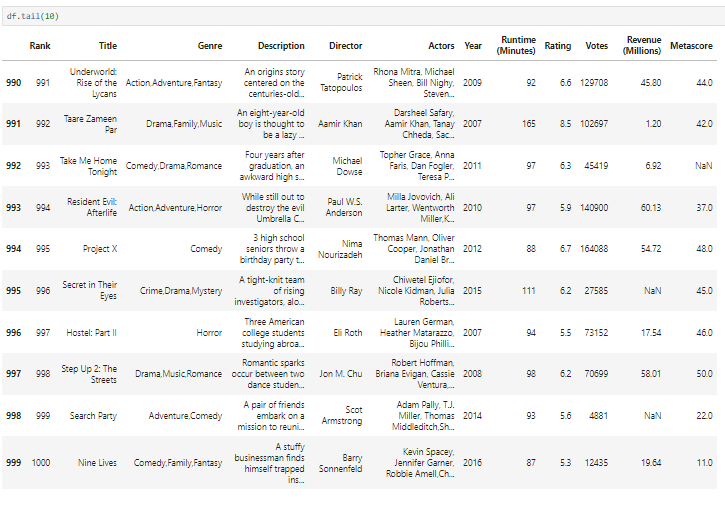 df.tail(10)
Rank Title Genre Description Director Actors Year Runtime (Minutes) Rating Votes Revenue (Millions) Metascore
990 991 Underworld: Rise of the Lycans Action,Adventure,Fantasy An origins story centered on the centuries-old... Patrick Tatopoulos Rhona Mitra, Michael Sheen, Bill Nighy, Steven... 2009 92 6.6 129708 45.80 44.0
991 992 Taare Zameen Par Drama,Family,Music An eight-year-old boy is thought to be a lazy ... Aamir Khan Darsheel Safary, Aamir Khan, Tanay Chheda, Sac... 2007 165 8.5 102697 1.20 42.0
992 993 Take Me Home Tonight Comedy,Drama,Romance Four years after graduation, an awkward high s... Michael Dowse Topher Grace, Anna Faris, Dan Fogler, Teresa P... 2011 97 6.3 45419 6.92 NaN
993 994 Resident Evil: Afterlife Action,Adventure,Horror While still out to destroy the evil Umbrella C... Paul W.S. Anderson Milla Jovovich, Ali Larter, Wentworth Miller,K... 2010 97 5.9 140900 60.13 37.0
994 995 Project X Comedy 3 high school seniors throw a birthday party t... Nima Nourizadeh Thomas Mann, Oliver Cooper, Jonathan Daniel Br... 2012 88 6.7 164088 54.72 48.0
995 996 Secret in Their Eyes Crime,Drama,Mystery A tight-knit team of rising investigators, alo... Billy Ray Chiwetel Ejiofor, Nicole Kidman, Julia Roberts... 2015 111 6.2 27585 NaN 45.0
996 997 Hostel: Part II Horror Three American college students studying abroa... Eli Roth Lauren German, Heather Matarazzo, Bijou Philli... 2007 94 5.5 73152 17.54 46.0
997 998 Step Up 2: The Streets Drama,Music,Romance Romantic sparks occur between two dance studen... Jon M. Chu Robert Hoffman, Briana Evigan, Cassie Ventura,... 2008 98 6.2 70699 58.01 50.0
998 999 Search Party Adventure,Comedy A pair of friends embark on a mission to reuni... Scot Armstrong Adam Pally, T.J. Miller, Thomas Middleditch,Sh... 2014 93 5.6 4881 NaN 22.0
999 1000 Nine Lives Comedy,Family,Fantasy A stuffy businessman finds himself trapped ins... Barry Sonnenfeld Kevin Spacey, Jennifer Garner, Robbie Amell,Ch... 2016 87 5.3 12435 19.64 11.0